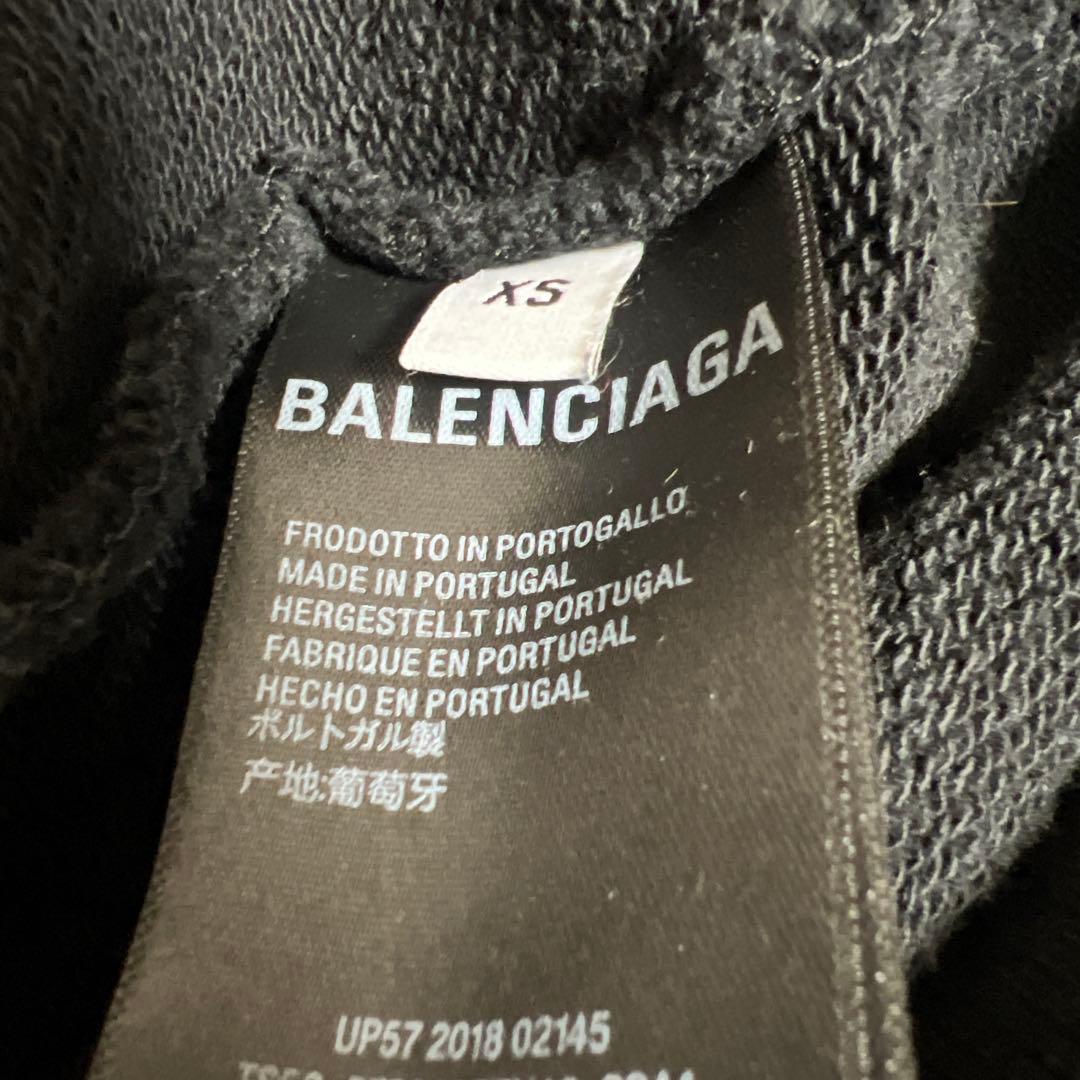 XS
BALENCIAGA
FRODOTTO IN PORTOGALLO
MADE IN PORTUGAL
HERGESTELLT IN PORTUGAL
FABRIQUE EN PORTUGAL
HECHO EN PORTUGAL
ポルトガル製
产地:葡萄牙
UP57 2018 02145